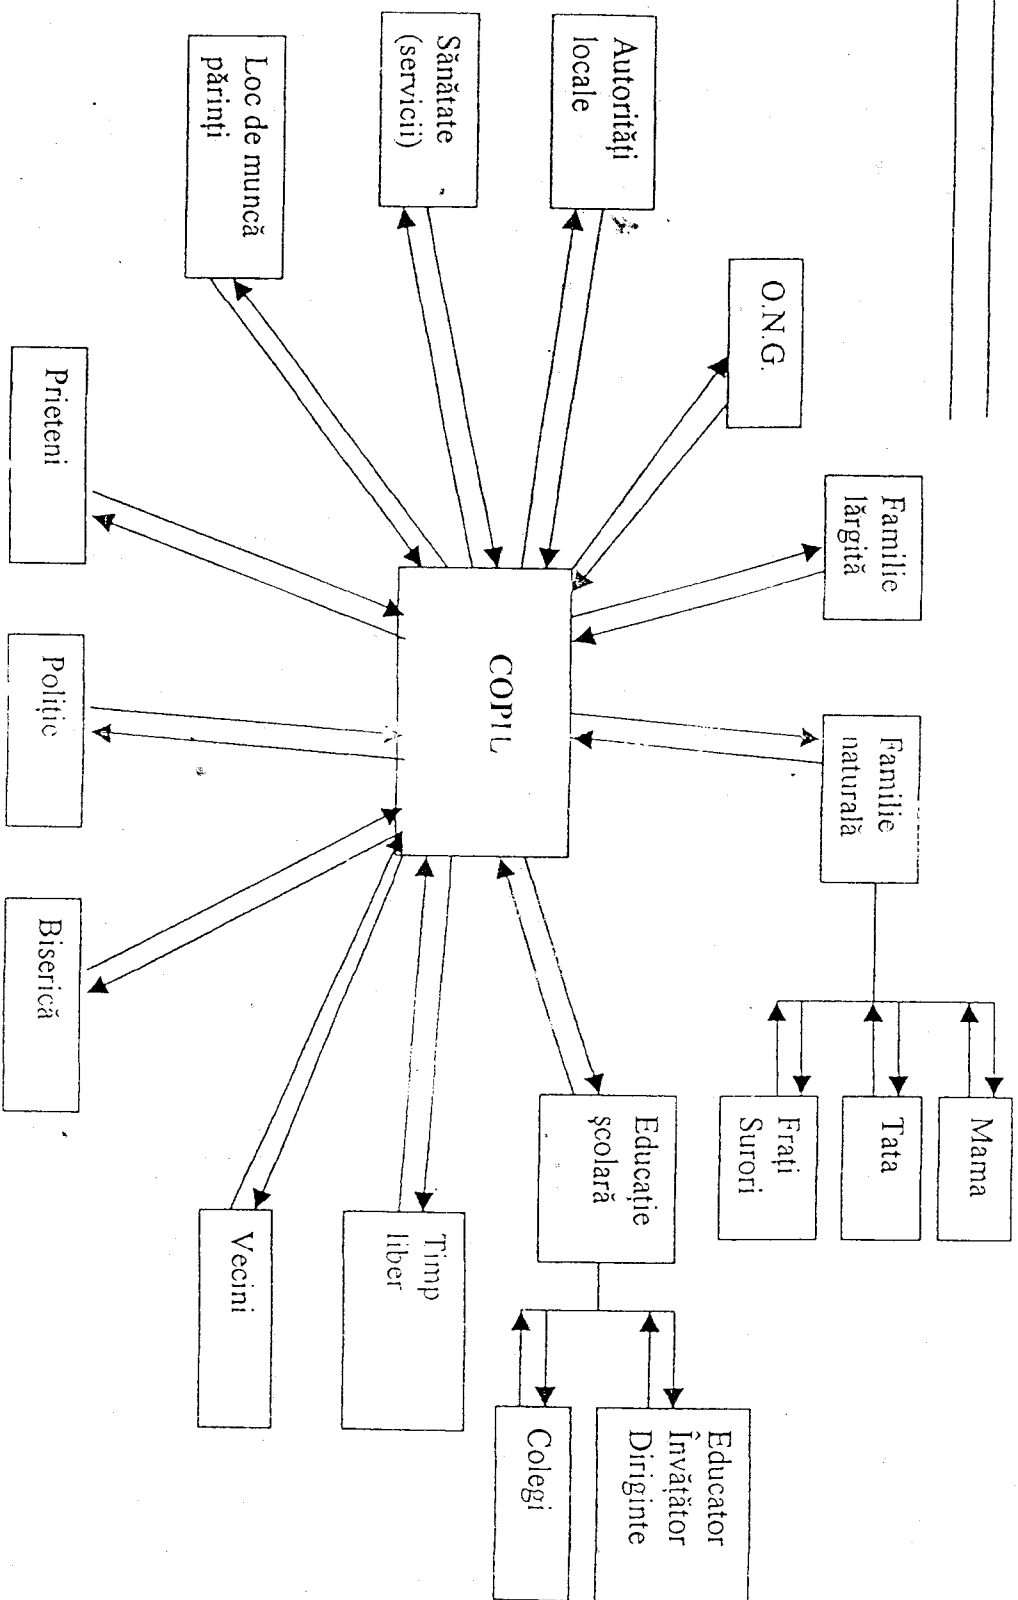 Mama
Familie
lărgită
Familie
naturală
Tata
O.N.G.
Frați
Surori
Educator
Învățător
Diriginte
Autorități
locale
Educație
școlară
Colegi
COPIL
Sănătate
(servicii)
Timp
liber
Loc de muncă
părinți
Vecini
Prieteni
Poliție
Biserică